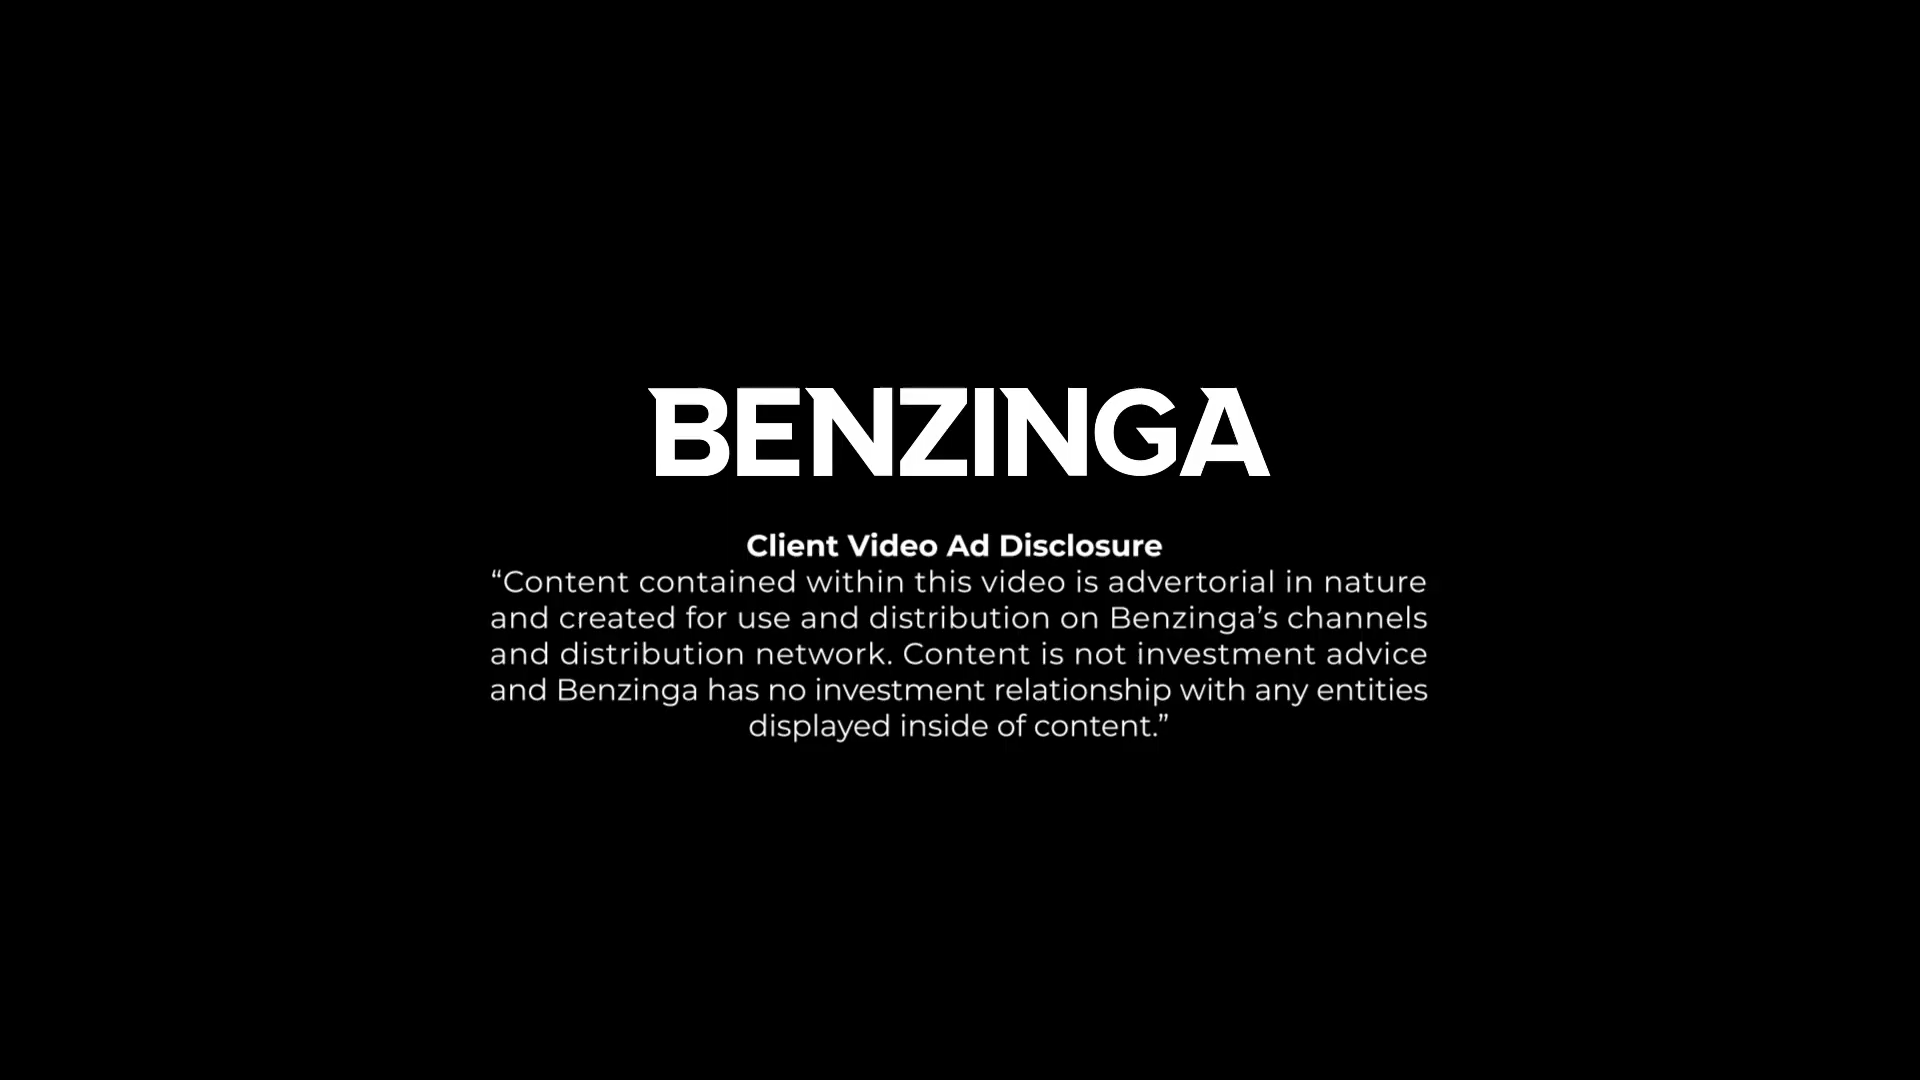 BENZINGA
Client Video Ad Disclosure
“Content contained within this video is advertorial in nature
and created for use and distribution on Benzinga’s channels
and distribution network. Content is not investment advice
and Benzinga has no investment relationship with any entities
displayed inside of content.”